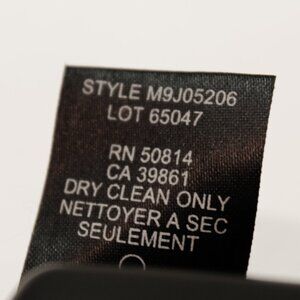 STYLE M9J05206
LOT 65047
RN 50814
CA 39861
DRY CLEAN ONLY
NETTOYER A SEC
SEULEMENT